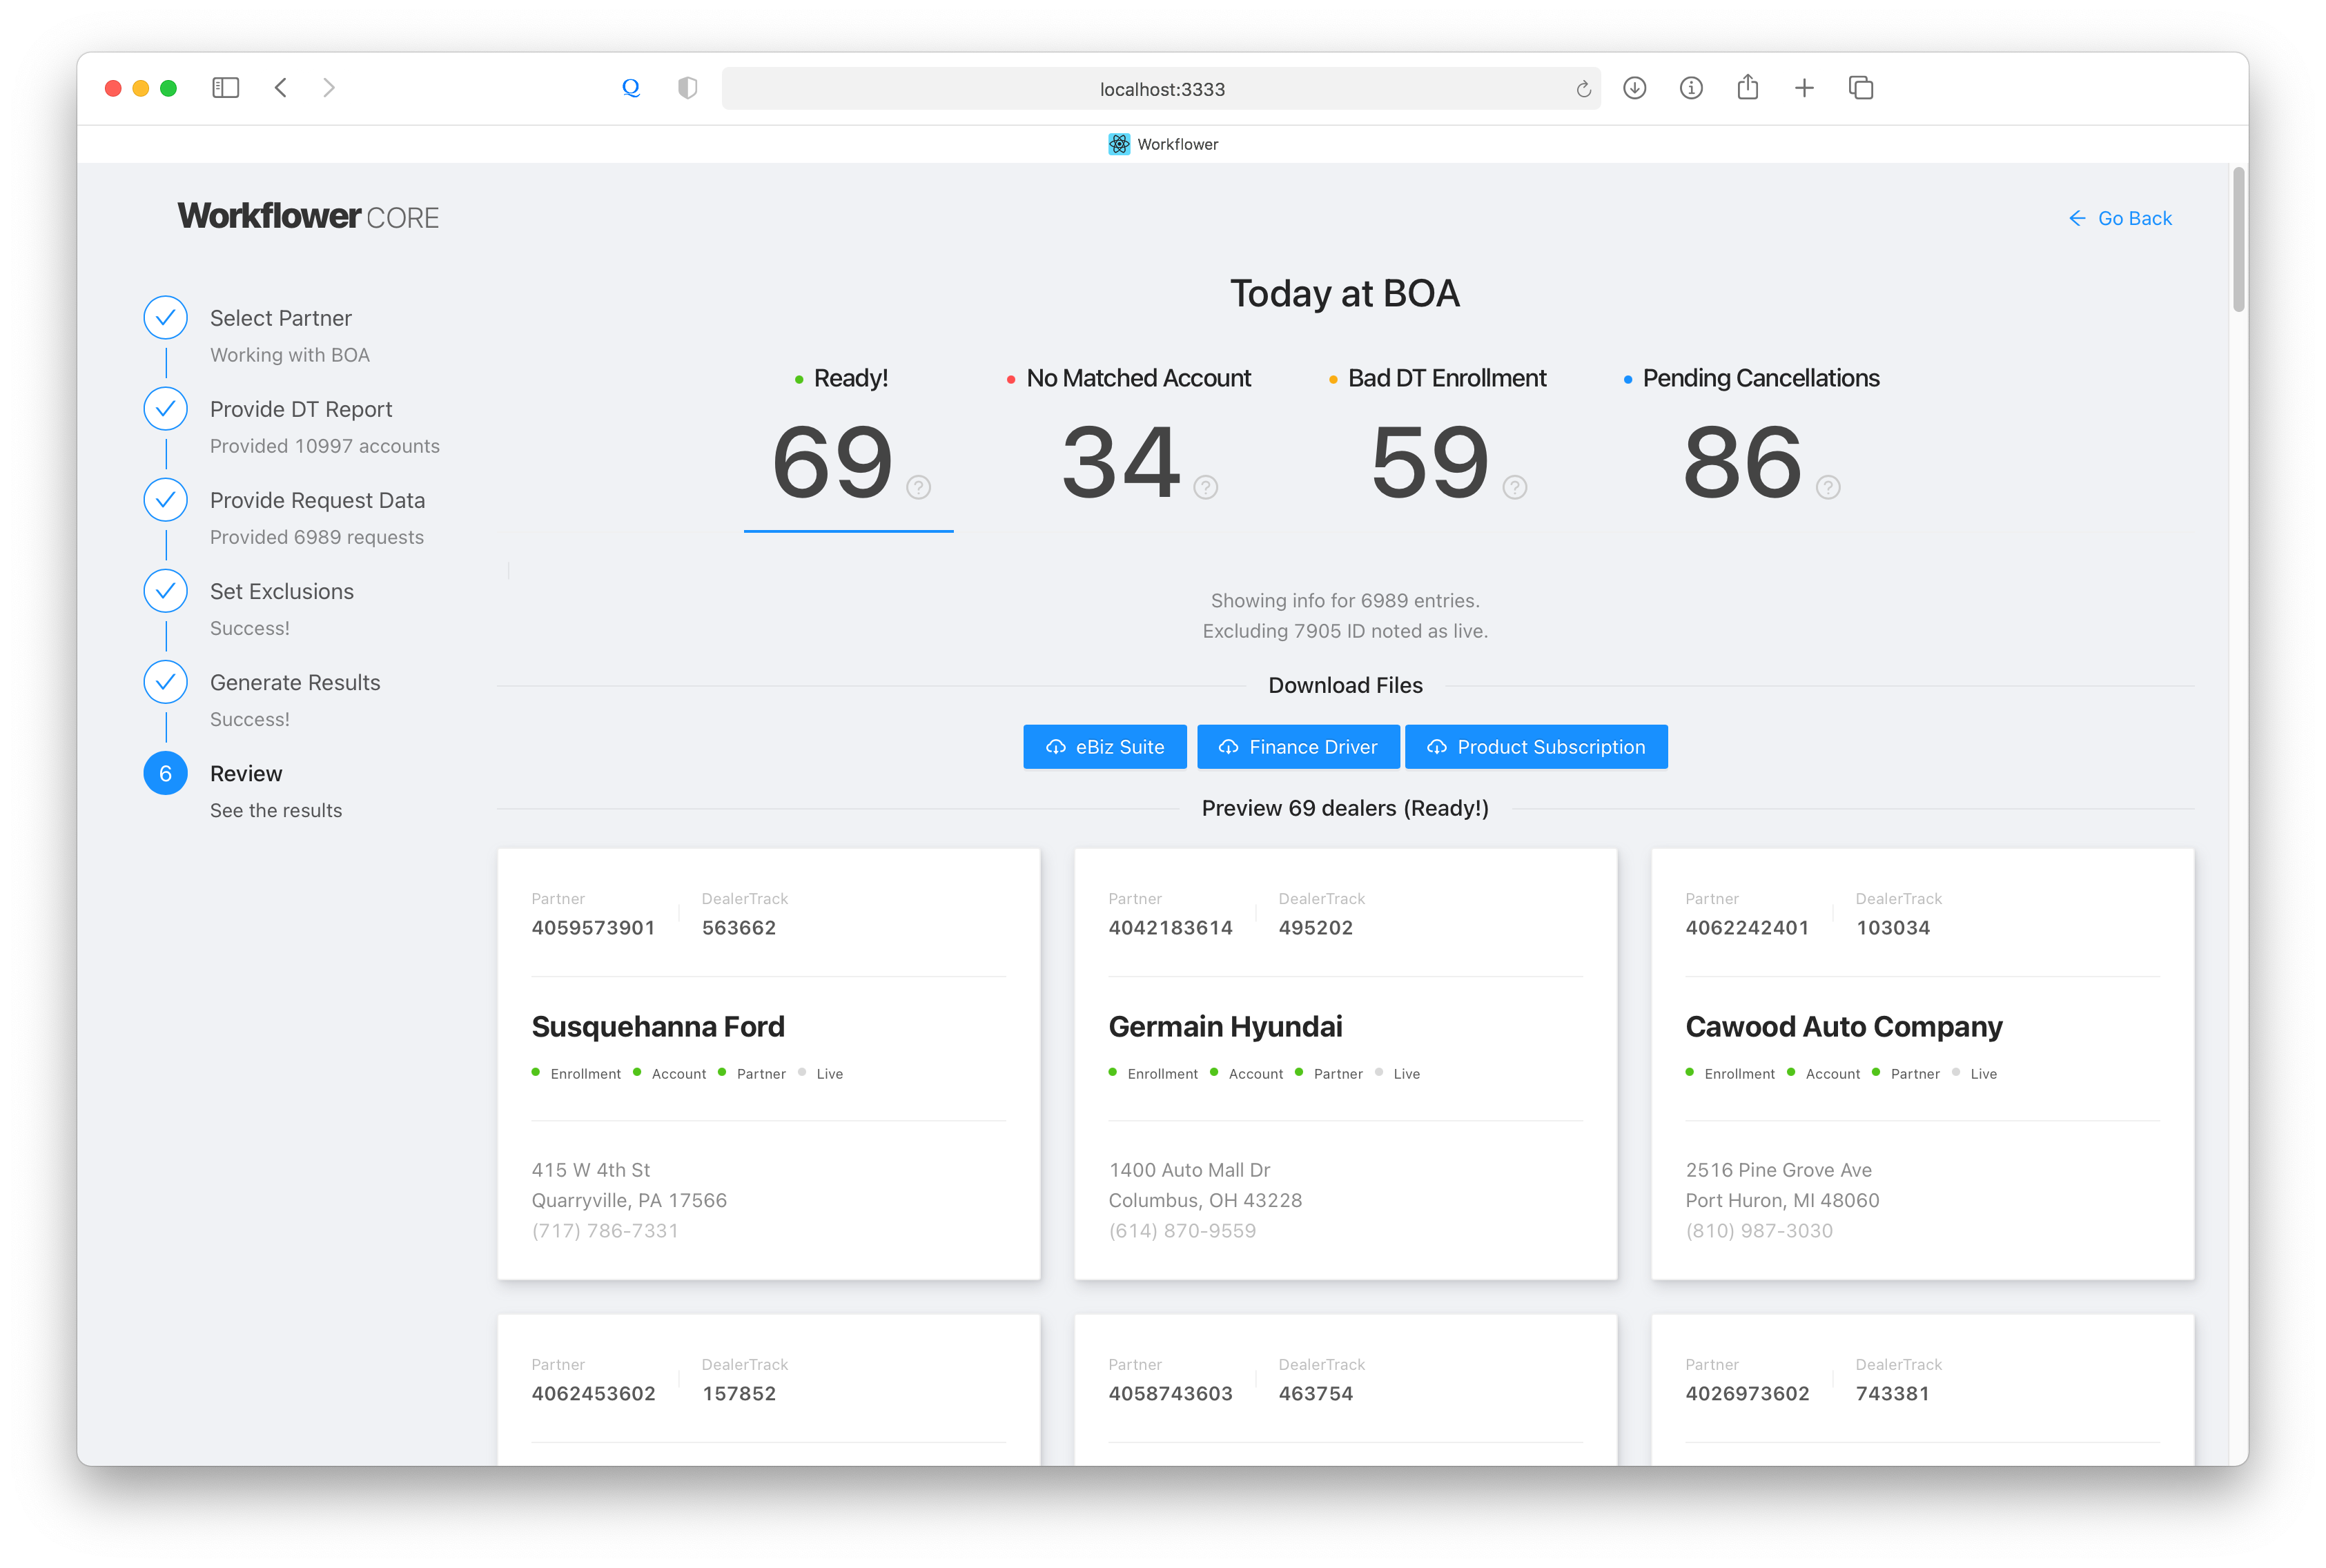 localhost:3333
Workflower
Workflower CORE
Go Back
Select Partner
Working with BOA
Provide DT Report
Provided 10997 accounts
Provide Request Data
Provided 6989 requests
Set Exclusions
Success!
Generate Results
Success!
6
Review
See the results
Today at BOA
Ready!
69
No Matched Account
34
Bad DT Enrollment
59
Pending Cancellations
86
Showing info for 6989 entries.
Excluding 7905 ID noted as live.
Download Files
eBiz Suite
Finance Driver
Product Subscription
Preview 69 dealers (Ready!)
Partner DealerTrack
4059573901 563662
Susquehanna Ford
Enrollment Account Partner Live
415 W 4th St
Quarryville, PA 17566
(717) 786-7331
Partner DealerTrack
4042183614 495202
Germain Hyundai
Enrollment Account Partner Live
1400 Auto Mall Dr
Columbus, OH 43228
(614) 870-9559
Partner DealerTrack
4062242401 103034
Cawood Auto Company
Enrollment Account Partner Live
2516 Pine Grove Ave
Port Huron, MI 48060
(810) 987-3030
Partner DealerTrack
4062453602 157852
Partner DealerTrack
4058743603 463754
Partner DealerTrack
4026973602 743381